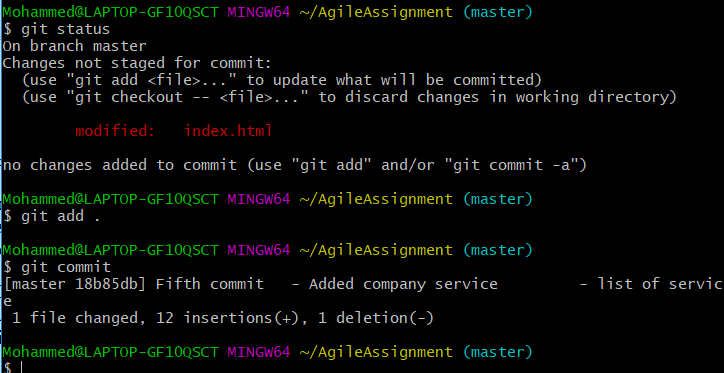 Mohammed@LAPTOP-GF10QSCT MINGW64 ~/AgileAssignment (master)
$ git status
On branch master
Changes not staged for commit:
  (use "git add <file>..." to update what will be committed)
  (use "git checkout -- <file>..." to discard changes in working directory)

        modified:   index.html

no changes added to commit (use "git add" and/or "git commit -a")

Mohammed@LAPTOP-GF10QSCT MINGW64 ~/AgileAssignment (master)
$ git add .

Mohammed@LAPTOP-GF10QSCT MINGW64 ~/AgileAssignment (master)
$ git commit
[master 18b85db] Fifth commit   - Added company service         - list of servic
e
 1 file changed, 12 insertions(+), 1 deletion(-)

Mohammed@LAPTOP-GF10QSCT MINGW64 ~/AgileAssignment (master)
$